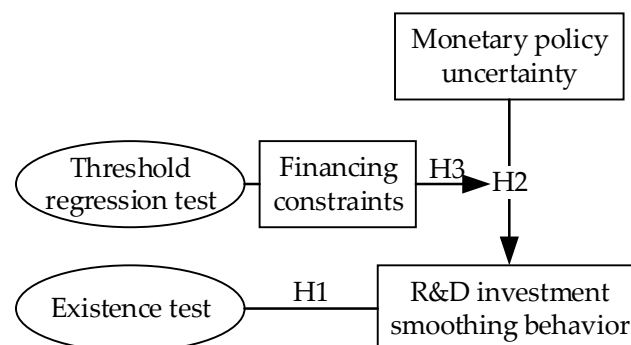 Monetary policy
uncertainty
Threshold
regression test
Financing
constraints
H3
H2
Existence test
H1
R&D investment
smoothing behavior